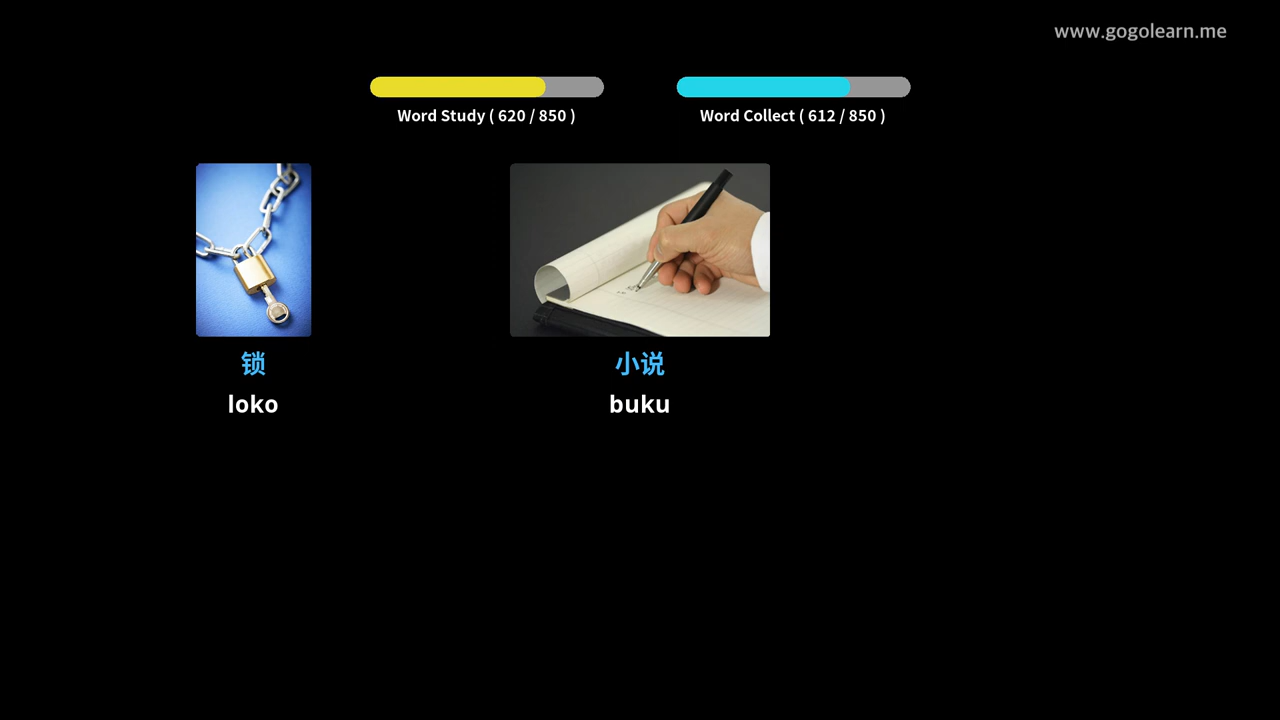 www.gogolearn.me
Word Study ( 620 / 850 )
Word Collect ( 612 / 850 )
锁
loko
小说
buku